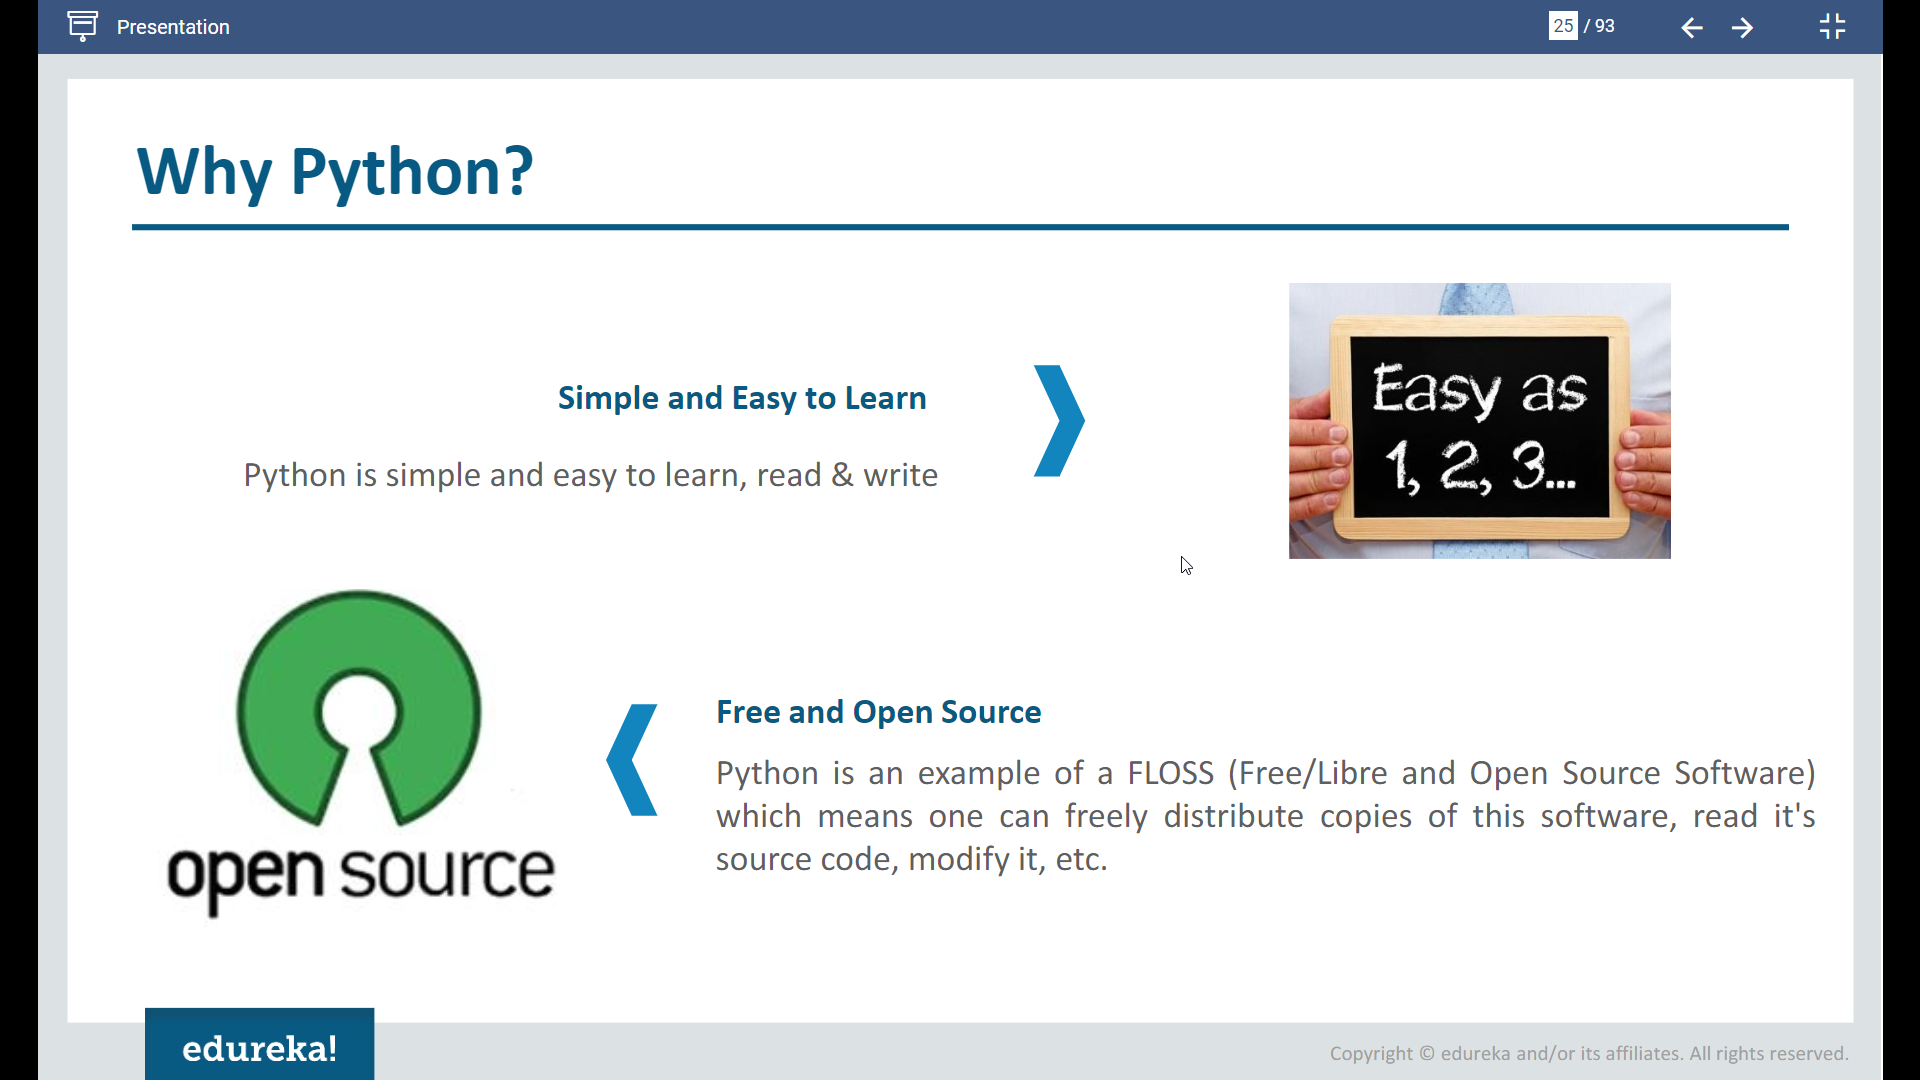 Presentation
25 / 93
Why Python?
Simple and Easy to Learn
Python is simple and easy to learn, read & write
Easy as
1, 2, 3...
open source
Free and Open Source
Python is an example of a FLOSS (Free/Libre and Open Source Software)
which means one can freely distribute copies of this software, read it's
source code, modify it, etc.
edureka!
Copyright © edureka and/or its affiliates. All rights reserved.